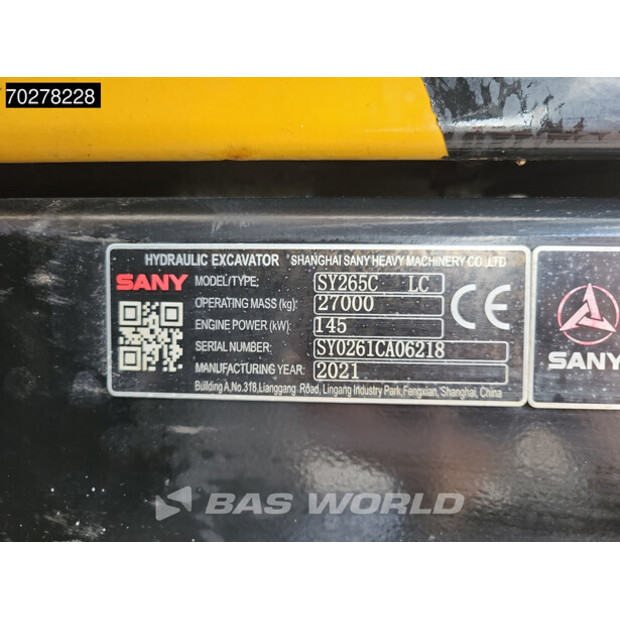 70278228
HYDRAULIC EXCAVATOR SHANGHAI SANY HEAVY MACHINERY CO.,LTD
SANY MODEL/TYPE: SY265C LC
OPERATING MASS (kg): 27000
ENGINE POWER (kW): 145
SERIAL NUMBER: SY0261CA06218
MANUFACTURING YEAR: 2021
Building A,No.318,Lianggang Road, Lingang Industry Park,Fengxian, Shanghai, China
CE
SANY
BAS WORLD